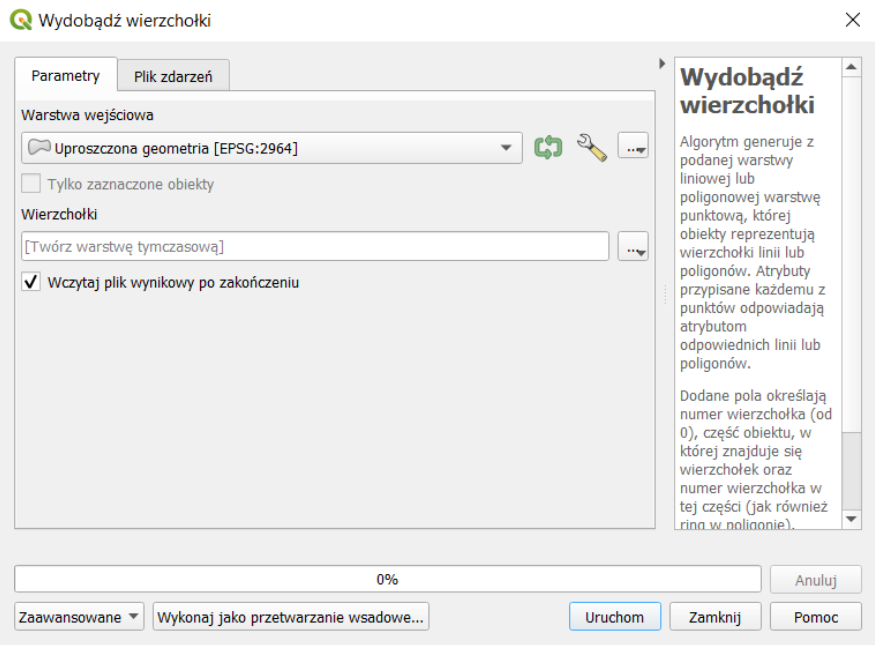 Wydobądź wierzchołki
Parametry
Plik zdarzeń
Warstwa wejściowa
Uproszczona geometria [EPSG:2964]
...
Tylko zaznaczone obiekty
Wierzchołki
[Twórz warstwę tymczasową]
...
Wczytaj plik wynikowy po zakończeniu
Wydobądź
wierzchołki
Algorytm generuje z
podanej warstwy
liniowej lub
poligonowej warstwę
punktową, której
obiekty reprezentują
wierzchołki linii lub
poligonów. Atrybuty
przypisane każdemu z
punktów odpowiadają
atrybutom
odpowiednich linii lub
poligonów.
Dodane pola określają
numer wierzchołka (od
0), część obiektu, w
której znajduje się
wierzchołek oraz
numer wierzchołka w
tej części (jak również
ring w poligonie).
0%
Anuluj
Zaawansowane
Wykonaj jako przetwarzanie wsadowe...
Uruchom
Zamknij
Pomoc